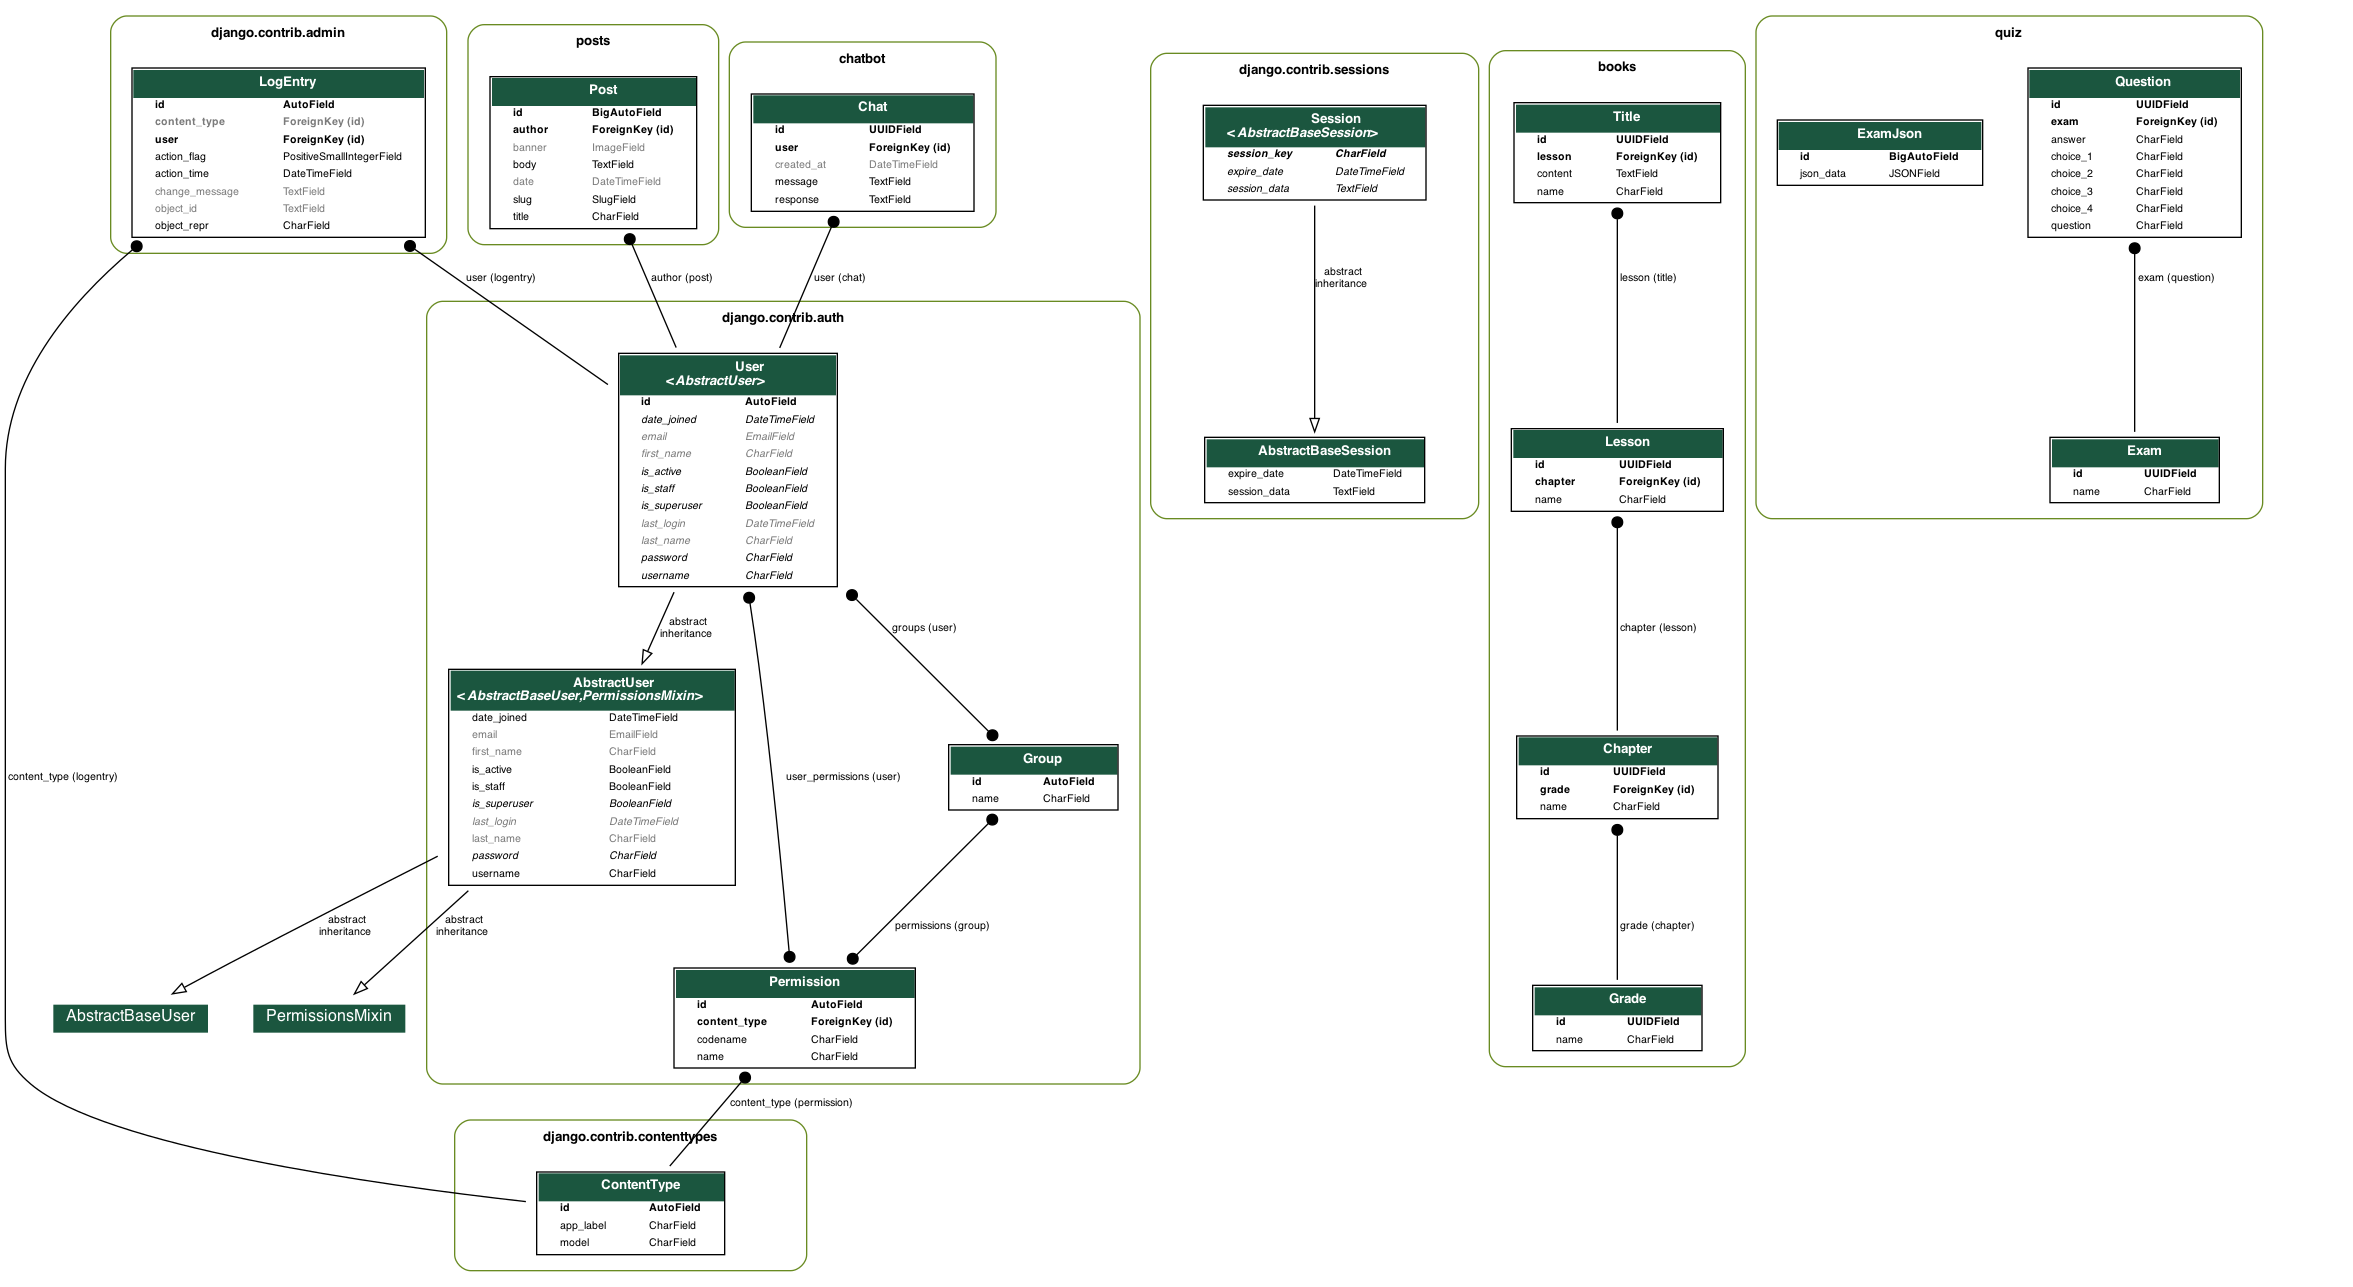 django.contrib.admin
LogEntry
id AutoField
content_type ForeignKey (id)
user ForeignKey (id)
action_flag PositiveSmallIntegerField
action_time DateTimeField
change_message TextField
object_id TextField
object_repr CharField
posts
Post
id BigAutoField
author ForeignKey (id)
banner ImageField
body TextField
date DateTimeField
slug SlugField
title CharField
chatbot
Chat
id UUIDField
user ForeignKey (id)
created_at DateTimeField
message TextField
response TextField
django.contrib.sessions
Session
<AbstractBaseSession>
session_key CharField
expire_date DateTimeField
session_data TextField
abstract
inheritance
AbstractBaseSession
expire_date DateTimeField
session_data TextField
books
Title
id UUIDField
lesson ForeignKey (id)
content TextField
name CharField
lesson (title)
Lesson
id UUIDField
chapter ForeignKey (id)
name CharField
chapter (lesson)
Chapter
id UUIDField
grade ForeignKey (id)
name CharField
grade (chapter)
Grade
id UUIDField
name CharField
quiz
ExamJson
id BigAutoField
json_data JSONField
Question
id UUIDField
exam ForeignKey (id)
answer CharField
choice_1 CharField
choice_2 CharField
choice_3 CharField
choice_4 CharField
question CharField
exam (question)
Exam
id UUIDField
name CharField
user (logentry)
author (post)
user (chat)
django.contrib.auth
User
<AbstractUser>
id AutoField
date_joined DateTimeField
email EmailField
first_name CharField
is_active BooleanField
is_staff BooleanField
is_superuser BooleanField
last_login DateTimeField
last_name CharField
password CharField
username CharField
abstract
inheritance
groups (user)
AbstractUser
<AbstractBaseUser,PermissionsMixin>
date_joined DateTimeField
email EmailField
first_name CharField
is_active BooleanField
is_staff BooleanField
is_superuser BooleanField
last_login DateTimeField
last_name CharField
password CharField
username CharField
user_permissions (user)
Group
id AutoField
name CharField
content_type (logentry)
abstract
inheritance
abstract
inheritance
permissions (group)
AbstractBaseUser
PermissionsMixin
Permission
id AutoField
content_type ForeignKey (id)
codename CharField
name CharField
content_type (permission)
django.contrib.contenttypes
ContentType
id AutoField
app_label CharField
model CharField